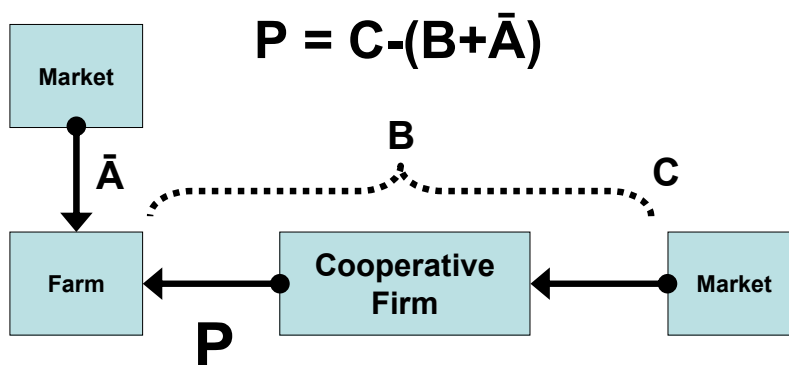 P = C-(B+Ā)
Market
B
Ā
C
Farm
Cooperative
Firm
Market
P